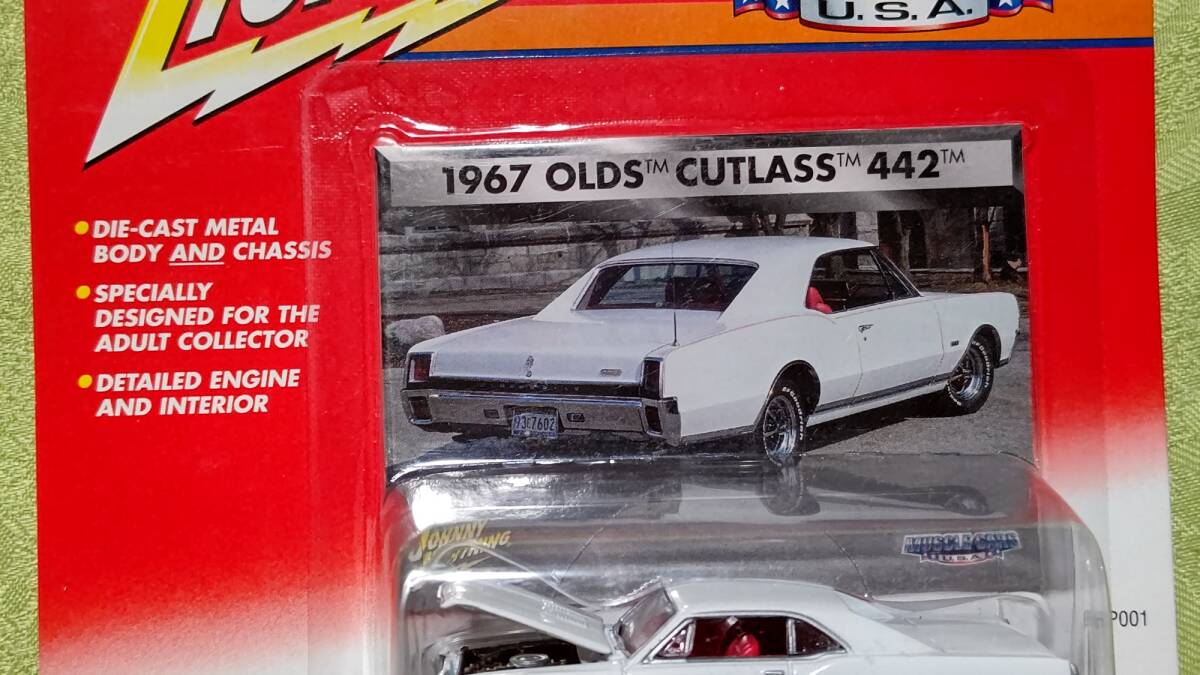 U.S.A.
1967 OLDS™ CUTLASS™ 442™
• DIE-CAST METAL
BODY AND CHASSIS
• SPECIALLY
DESIGNED FOR THE
ADULT COLLECTOR
• DETAILED ENGINE
AND INTERIOR
JOHNNY
MUSCLE CARS
U.S.A.
P001